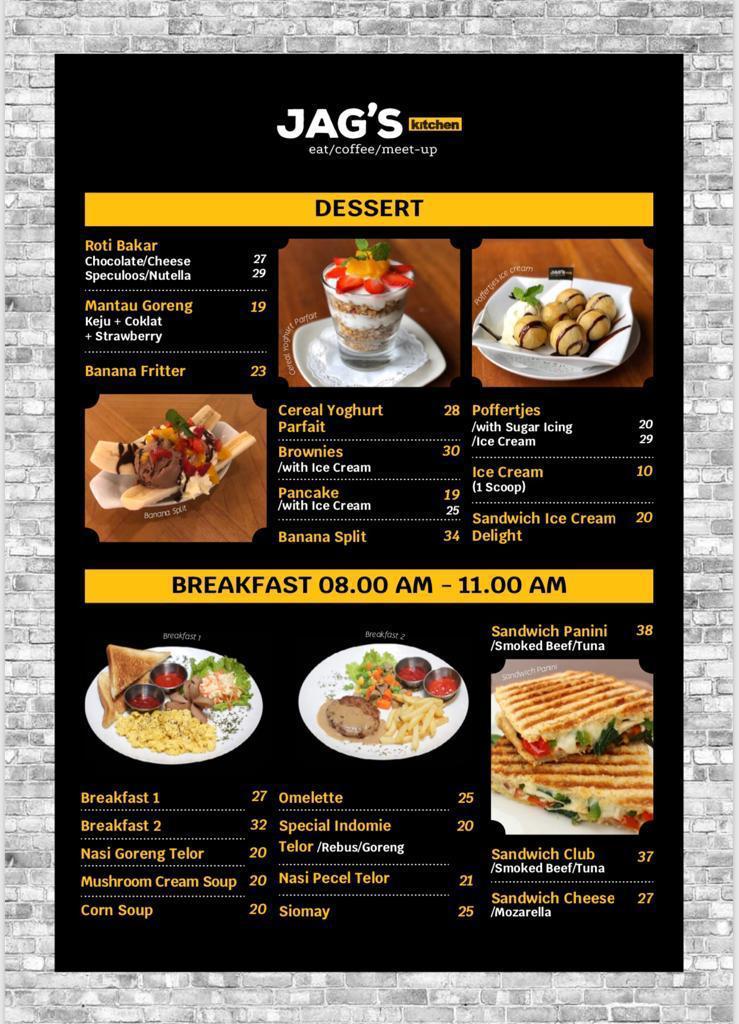 JAG'S kitchen
eat/coffee/meet-up
DESSERT
Roti Bakar
Chocolate/Cheese 27
Speculoos/Nutella 29
Mantau Goreng 19
Keju + Coklat
+ Strawberry
Banana Fritter 23
Banana Split
Cereal Yoghurt Parfait
Cereal Yoghurt 28
Parfait
Brownies 30
/with Ice Cream
Pancake 19
/with Ice Cream 25
Banana Split 34
Poffertjes Ice cream
JAG'S
Poffertjes
/with Sugar Icing 20
/Ice Cream 29
Ice Cream 10
(1 Scoop)
Sandwich Ice Cream 20
Delight
BREAKFAST 08.00 AM - 11.00 AM
Breakfast 1
Breakfast 1 27
Breakfast 2 32
Nasi Goreng Telor 20
Mushroom Cream Soup 20
Corn Soup 20
Breakfast 2
Omelette 25
Special Indomie 20
Telor /Rebus/Goreng
Nasi Pecel Telor 21
Siomay 25
Sandwich Panini 38
/Smoked Beef/Tuna
Sandwich Panini
Sandwich Club 37
/Smoked Beef/Tuna
Sandwich Cheese 27
/Mozarella